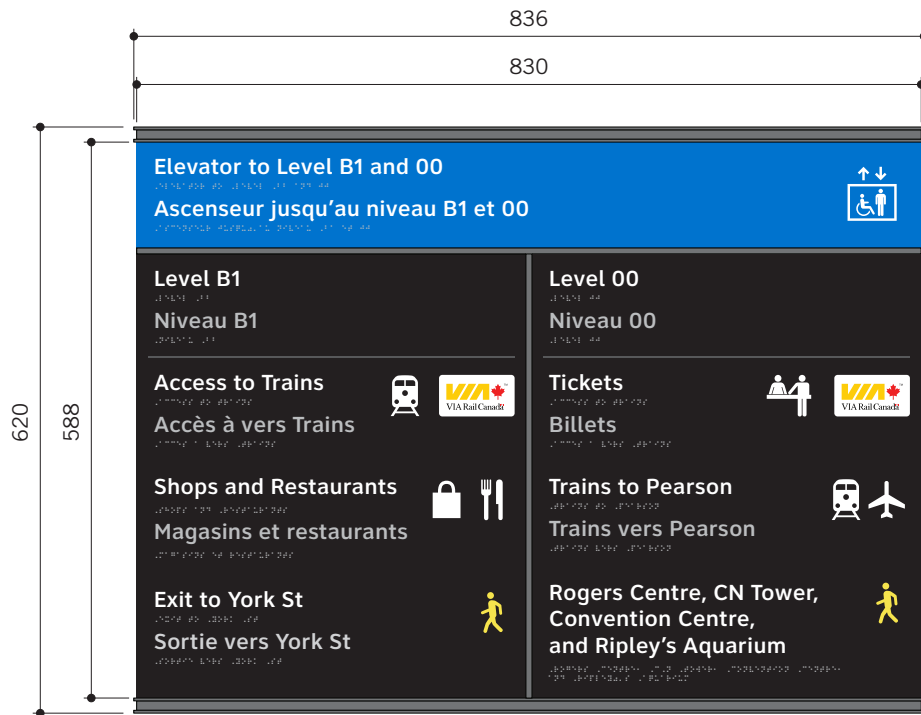 836
830
620
588
Elevator to Level B1 and 00
Ascenseur jusqu'au niveau B1 et 00
Level B1
Niveau B1
Access to Trains
VIA
VIA Rail Canada
Accès à vers Trains
Shops and Restaurants
Magasins et restaurants
Exit to York St
Sortie vers York St
Level 00
Niveau 00
Tickets
VIA
VIA Rail Canada
Billets
Trains to Pearson
Trains vers Pearson
Rogers Centre, CN Tower,
Convention Centre,
and Ripley's Aquarium